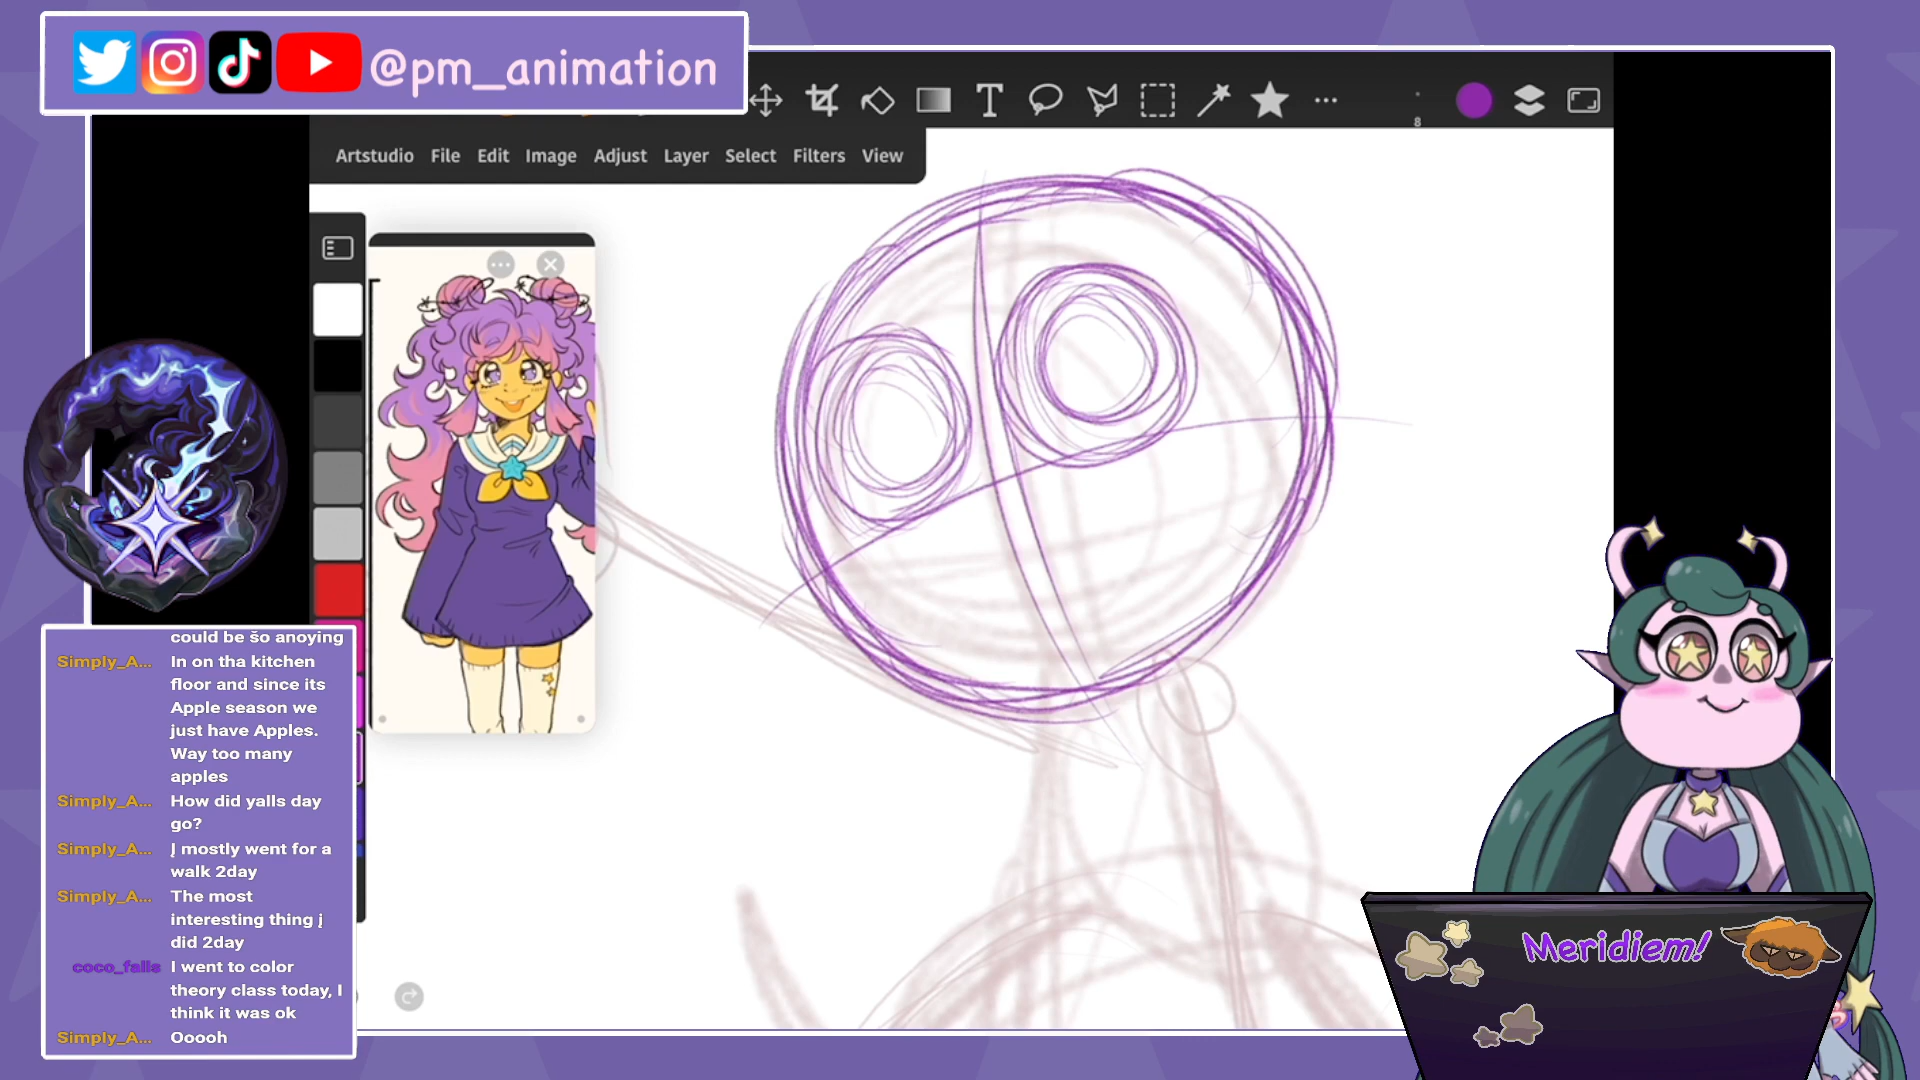 @pm_animation
8
Artstudio File Edit Image Adjust Layer Select Filters View
could be šo anoying
Simply_A... In on tha kitchen
floor and since its
Apple season we
just have Apples.
Way too many
apples
Simply_A... How did yalls day
go?
Simply_A... Į mostly went for a
walk 2day
Simply_A... The most
interesting thing į
did 2day
coco_falls I went to color
theory class today, I
think it was ok
Simply_A... Ooooh
Meridiem!